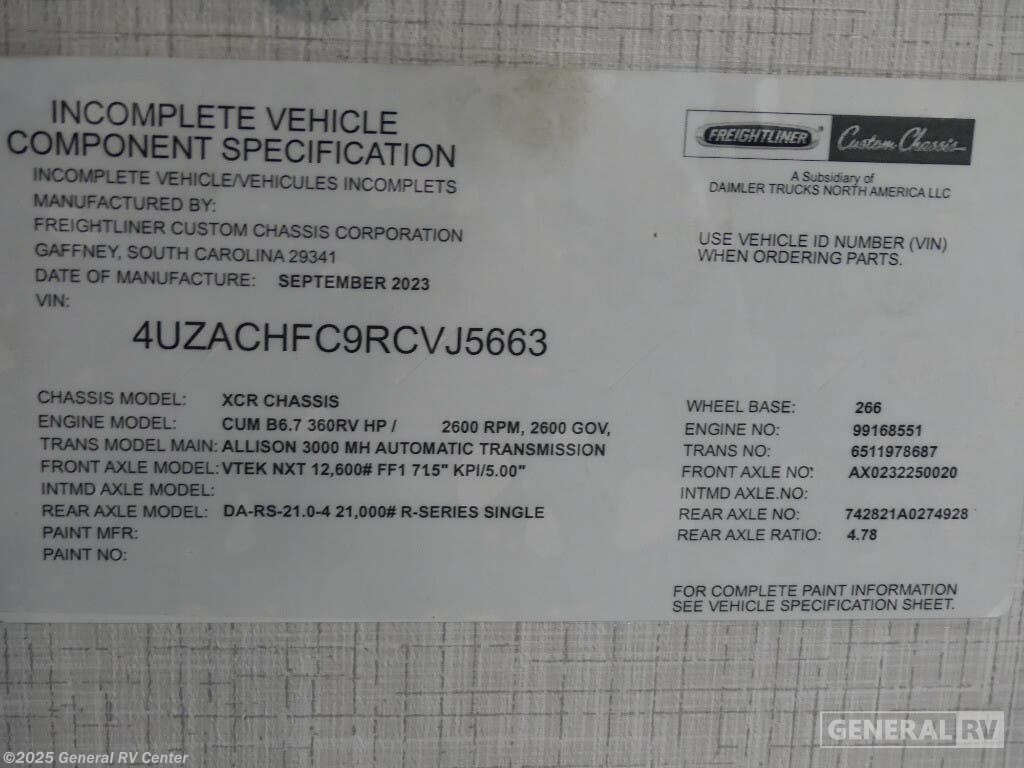 INCOMPLETE VEHICLE
COMPONENT SPECIFICATION
INCOMPLETE VEHICLE/VEHICULES INCOMPLETS
MANUFACTURED BY:
FREIGHTLINER CUSTOM CHASSIS CORPORATION
GAFFNEY, SOUTH CAROLINA 29341
DATE OF MANUFACTURE: SEPTEMBER 2023
VIN:
4UZACHFC9RCVJ5663
FREIGHTLINER Custom Chassis
A Subsidiary of
DAIMLER TRUCKS NORTH AMERICA LLC
USE VEHICLE ID NUMBER (VIN)
WHEN ORDERING PARTS.
CHASSIS MODEL: XCR CHASSIS
ENGINE MODEL: CUM B6.7 360RV HP / 2600 RPM, 2600 GOV,
TRANS MODEL MAIN: ALLISON 3000 MH AUTOMATIC TRANSMISSION
FRONT AXLE MODEL: VTEK NXT 12,600# FF1 71.5" KPI/5.00"
INTMD AXLE MODEL:
REAR AXLE MODEL: DA-RS-21.0-4 21,000# R-SERIES SINGLE
PAINT MFR:
PAINT NO:
WHEEL BASE: 266
ENGINE NO: 99168551
TRANS NO: 6511978687
FRONT AXLE NO: AX0232250020
INTMD AXLE.NO:
REAR AXLE NO: 742821A0274928
REAR AXLE RATIO: 4.78
FOR COMPLETE PAINT INFORMATION
SEE VEHICLE SPECIFICATION SHEET.
GENERAL RV
©2025 General RV Center